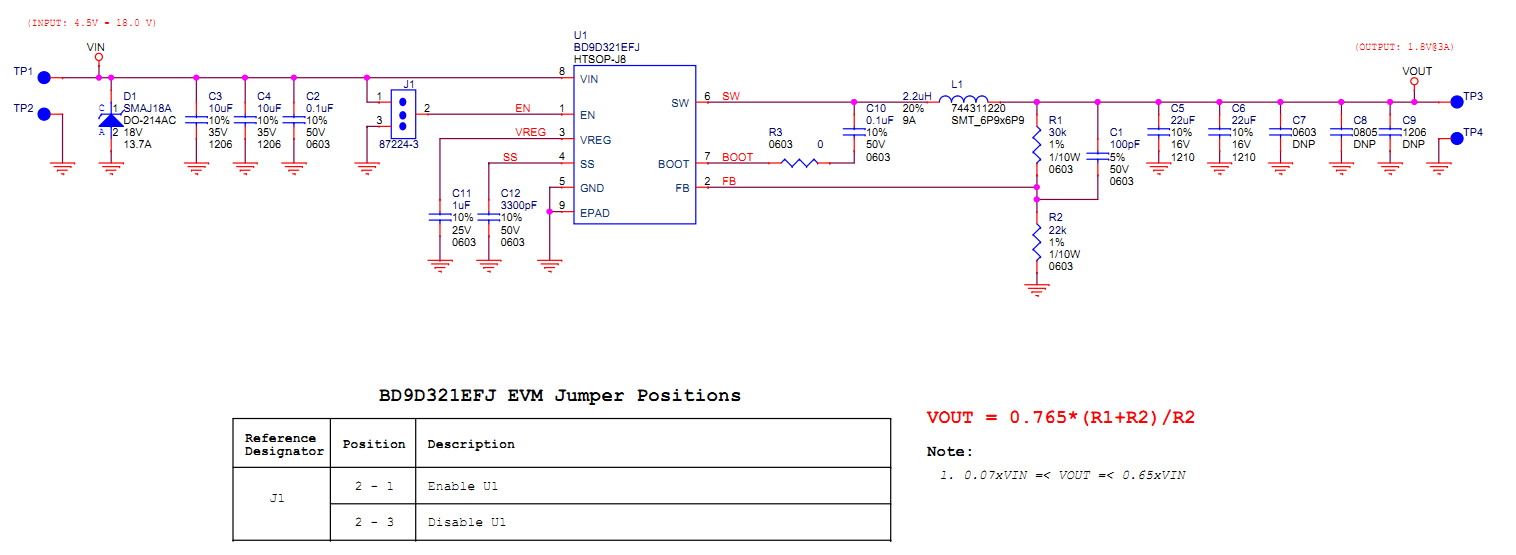 (INPUT: 4.5V - 18.0 V)
VIN
TP1
TP2
D1
SMAJ18A
DO-214AC
18V
13.7A
C 1
A 2
C3
10uF
10%
35V
1206
C4
10uF
10%
35V
1206
C2
0.1uF
10%
50V
0603
J1
1
2
3
87224-3
EN
VREG
SS
C11
1uF
10%
25V
0603
C12
3300pF
10%
50V
0603
U1
BD9D321EFJ
HTSOP-J8
8 VIN
1 EN
3 VREG
4 SS
5 GND
9 EPAD
SW 6 SW
BOOT 7 BOOT
FB 2 FB
R3
0603 0
C10
0.1uF
10%
50V
0603
2.2uH
20%
9A
L1
744311220
SMT_6P9x6P9
R1
30k
1%
1/10W
0603
C1
100pF
5%
50V
0603
R2
22k
1%
1/10W
0603
C5
22uF
10%
16V
1210
C6
22uF
10%
16V
1210
C7
0603
DNP
C8
0805
DNP
C9
1206
DNP
(OUTPUT: 1.8V@3A)
VOUT
TP3
TP4
BD9D321EFJ EVM Jumper Positions
Reference
Designator
Position
Description
J1
2 - 1
Enable U1
2 - 3
Disable U1
VOUT = 0.765*(R1+R2)/R2
Note:
1. 0.07xVIN =< VOUT =< 0.65xVIN